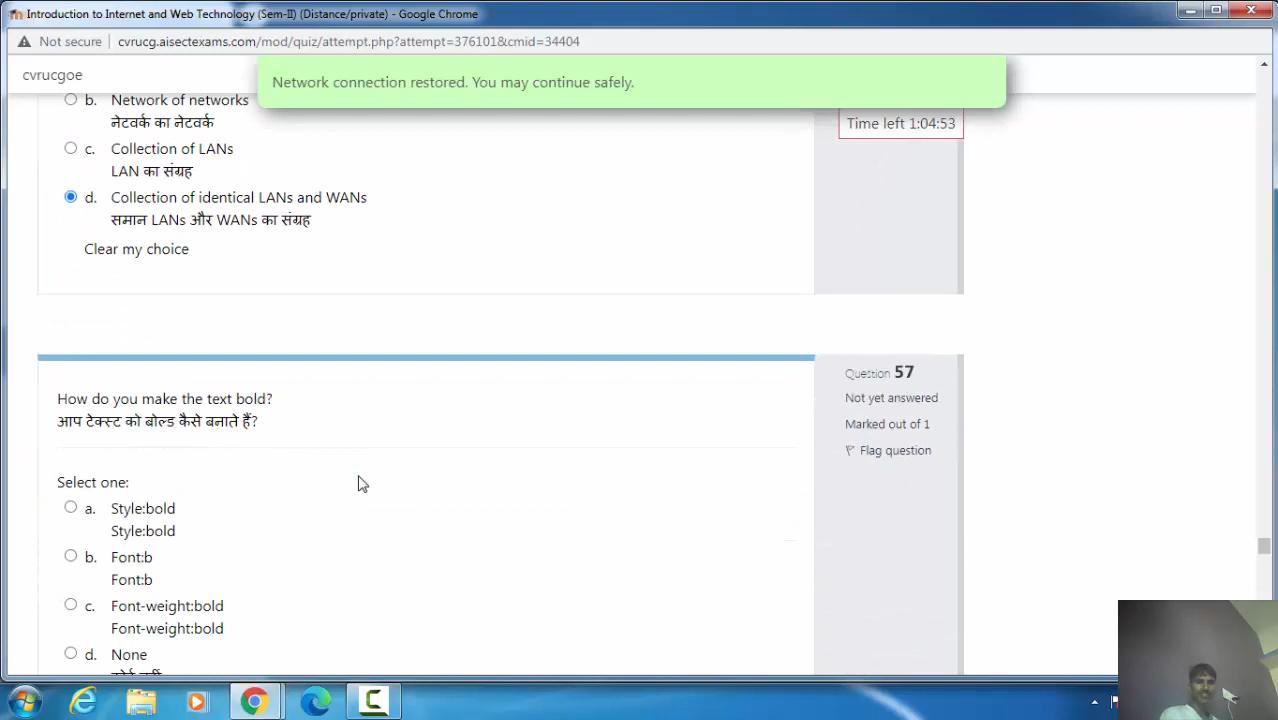 Introduction to Internet and Web Technology (Sem-II) (Distance/private) - Google Chrome
Not secure | cvrucg.aisectexams.com/mod/quiz/attempt.php?attempt=376101&cmid=34404
cvrucgoe
Network connection restored. You may continue safely.
b. Network of networks
नेटवर्क का नेटवर्क
Time left 1:04:53
c. Collection of LANs
LAN का संग्रह
d. Collection of identical LANs and WANs
समान LANs और WANs का संग्रह
Clear my choice
Question 57
Not yet answered
Marked out of 1
Flag question
How do you make the text bold?
आप टेक्स्ट को बोल्ड कैसे बनाते हैं?
Select one:
a. Style:bold
Style:bold
b. Font:b
Font:b
c. Font-weight:bold
Font-weight:bold
d. None